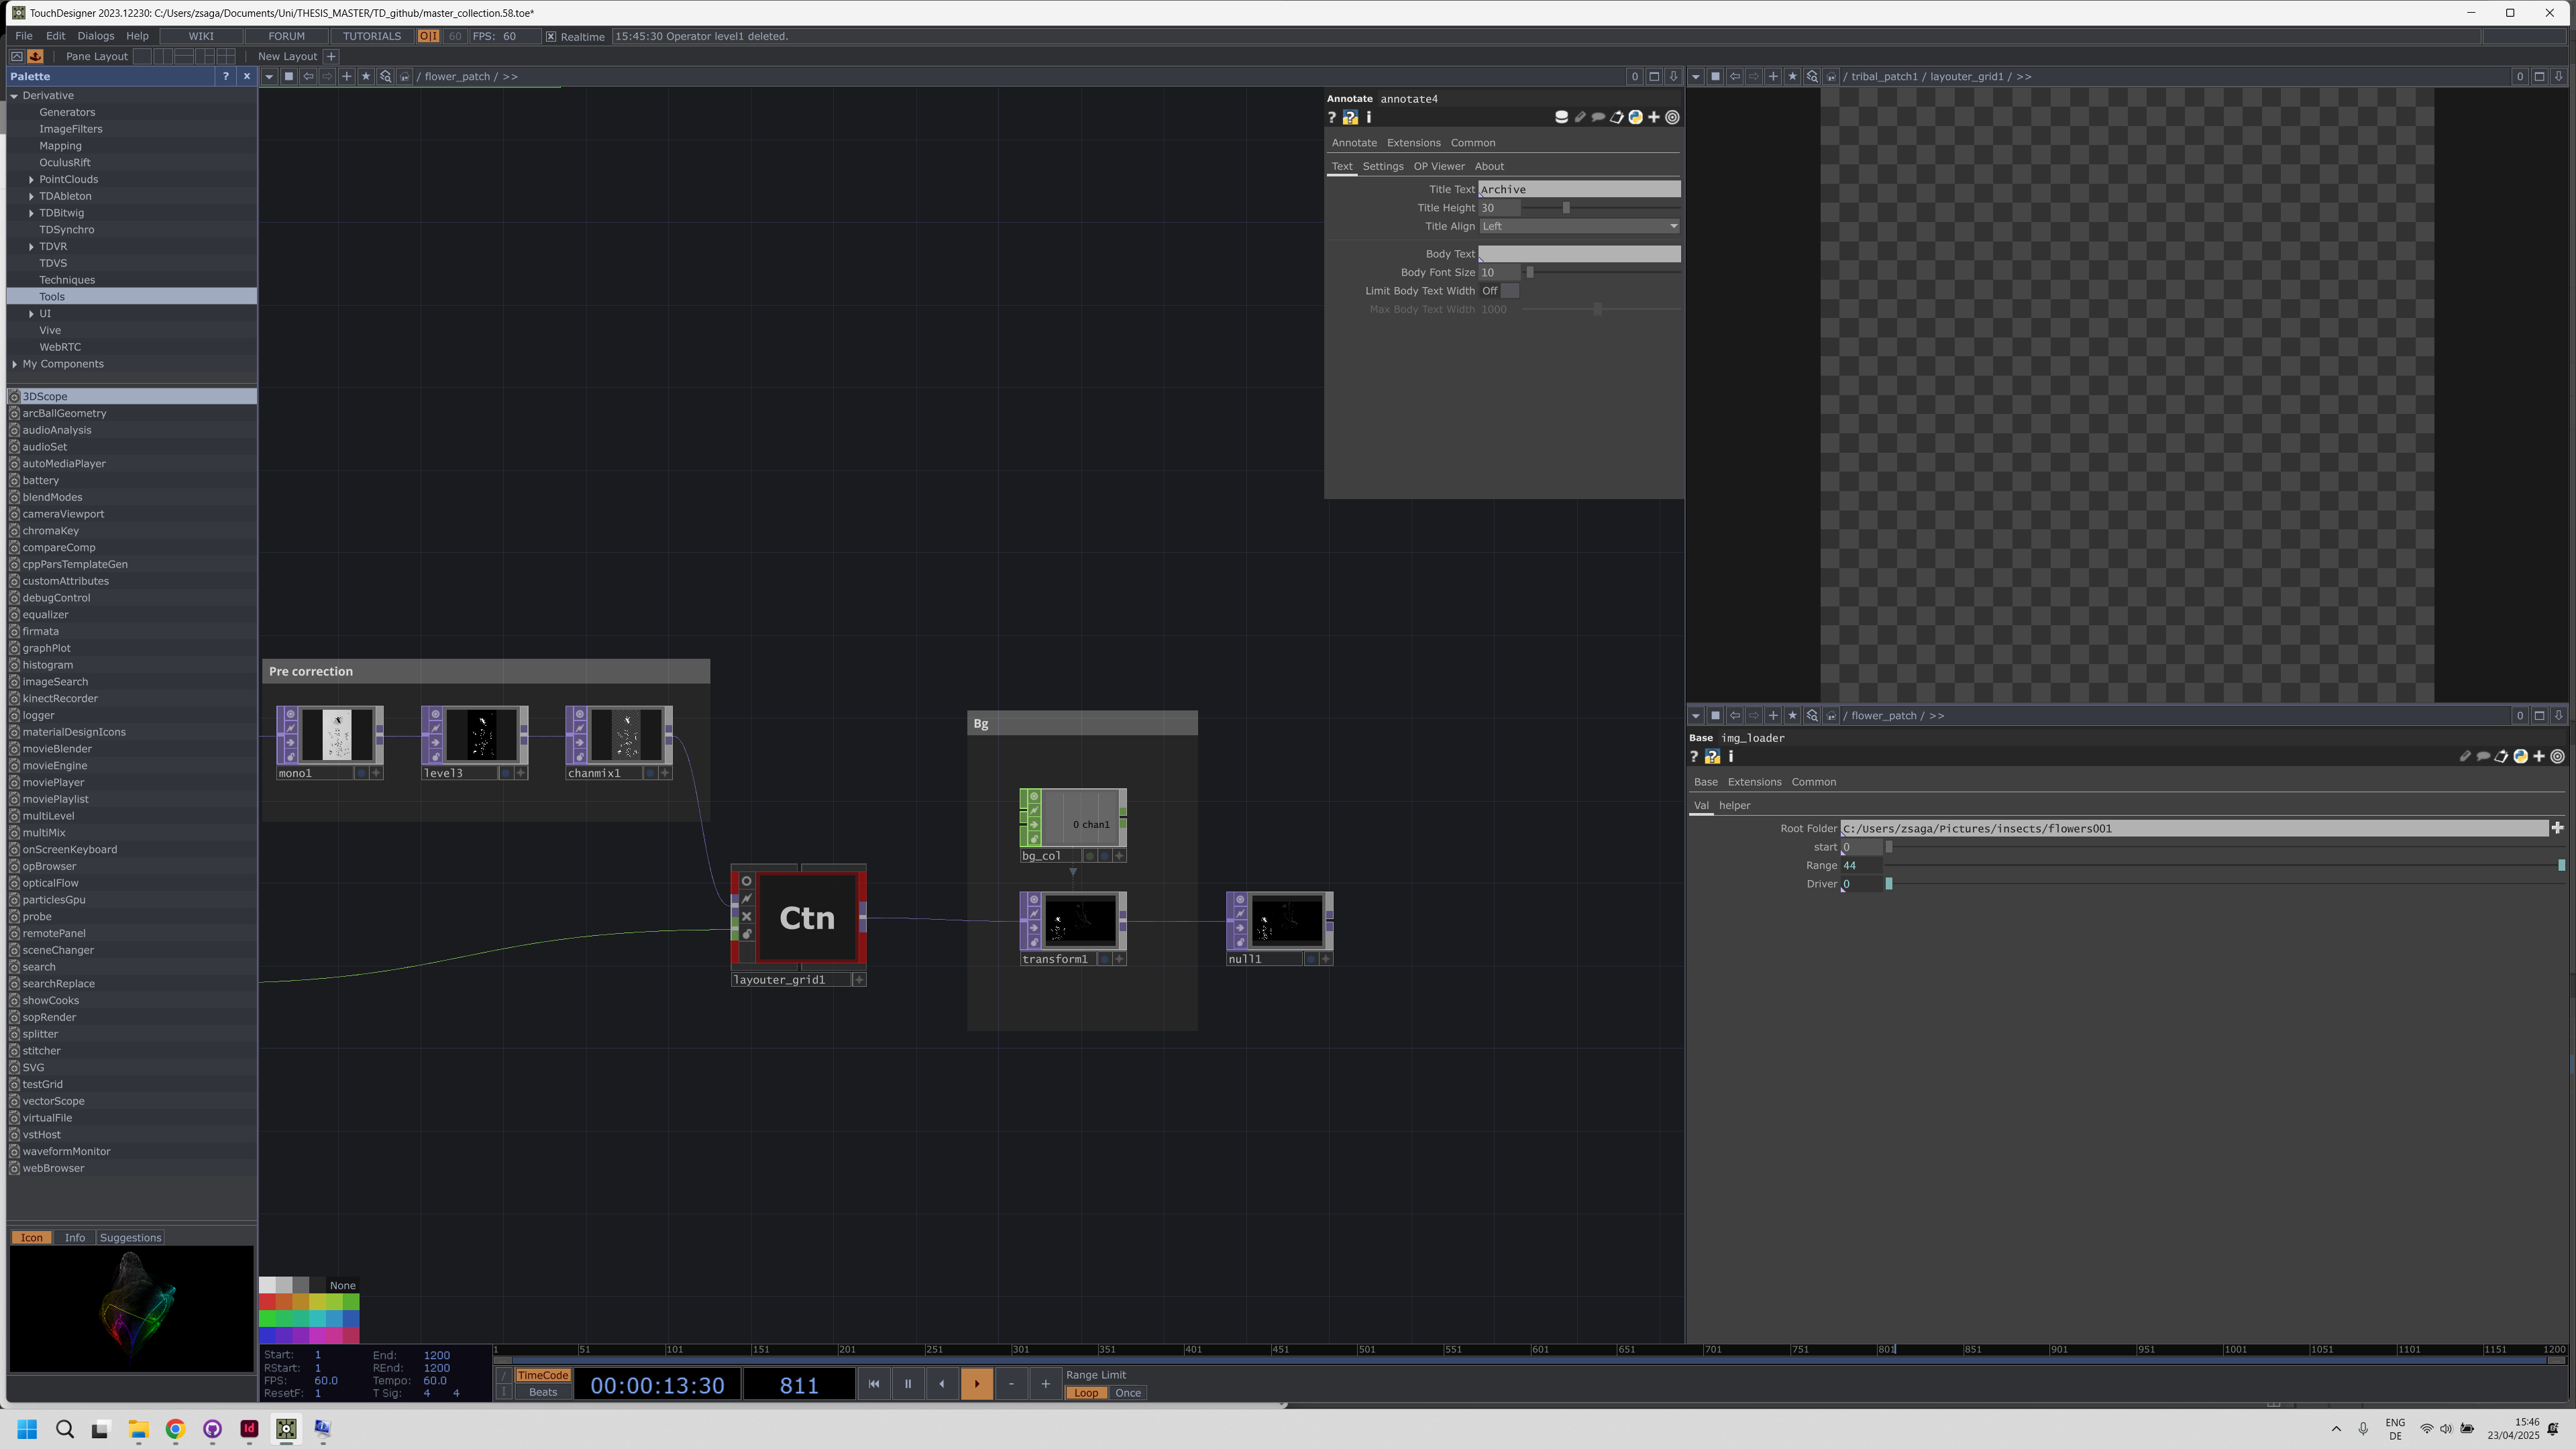 TouchDesigner 2023.12230: C:/Users/zsaga/Documents/Uni/THESIS_MASTER/TD_github/master_collection.58.toe*
File Edit Dialogs Help WIKI FORUM TUTORIALS O|I 60 FPS: 60 Realtime 15:45:30 Operator level1 deleted.
Pane Layout New Layout +
Palette ? x
/ flower_patch / >> 0
/ tribal_patch1 / layouter_grid1 / >> 0
Derivative
Generators
ImageFilters
Mapping
OculusRift
PointClouds
TDAbleton
TDBitwig
TDSynchro
TDVR
TDVS
Techniques
Tools
UI
Vive
WebRTC
My Components
3DScope
arcBallGeometry
audioAnalysis
audioSet
autoMediaPlayer
battery
blendModes
cameraViewport
chromaKey
compareComp
cppParsTemplateGen
customAttributes
debugControl
equalizer
firmata
graphPlot
histogram
imageSearch
kinectRecorder
logger
materialDesignIcons
movieBlender
movieEngine
moviePlayer
moviePlaylist
multiLevel
multiMix
onScreenKeyboard
opBrowser
opticalFlow
particlesGpu
probe
remotePanel
sceneChanger
search
searchReplace
showCooks
sopRender
splitter
stitcher
SVG
testGrid
vectorScope
virtualFile
vstHost
waveformMonitor
webBrowser
Icon Info Suggestions
Annotate annotate4
? ? i
Annotate Extensions Common
Text Settings OP Viewer About
Title Text Archive
Title Height 30
Title Align Left
Body Text
Body Font Size 10
Limit Body Text Width Off
Max Body Text Width 1000
Pre correction
mono1
level3
chanmix1
Bg
0 chan1
bg_col
Ctn
layouter_grid1
transform1
null1
/ flower_patch / >> 0
Base img_loader
? ? i
Base Extensions Common
Val helper
Root Folder C:/Users/zsaga/Pictures/insects/flowers001
start 0
Range 44
Driver 0
None
1 51 101 151 201 251 301 351 401 451 501 551 601 651 701 751 801 851 901 951 1001 1051 1101 1151 1200
Start: 1 End: 1200
RStart: 1 REnd: 1200
FPS: 60.0 Tempo: 60.0
ResetF: 1 T Sig: 4 4
/ TimeCode
I Beats
00:00:13:30 811 - +
Range Limit
Loop Once
Id
ENG
DE
15:46
23/04/2025